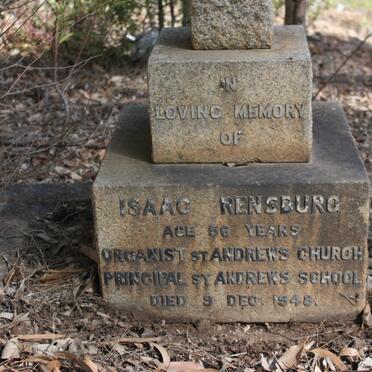 IN
LOVING MEMORY
OF
ISAAC RENSBURG
AGE 56 YEARS
ORGANIST ST ANDREWS CHURCH
PRINCIPAL ST ANDREWS SCHOOL
DIED 9 DEC. 1948.